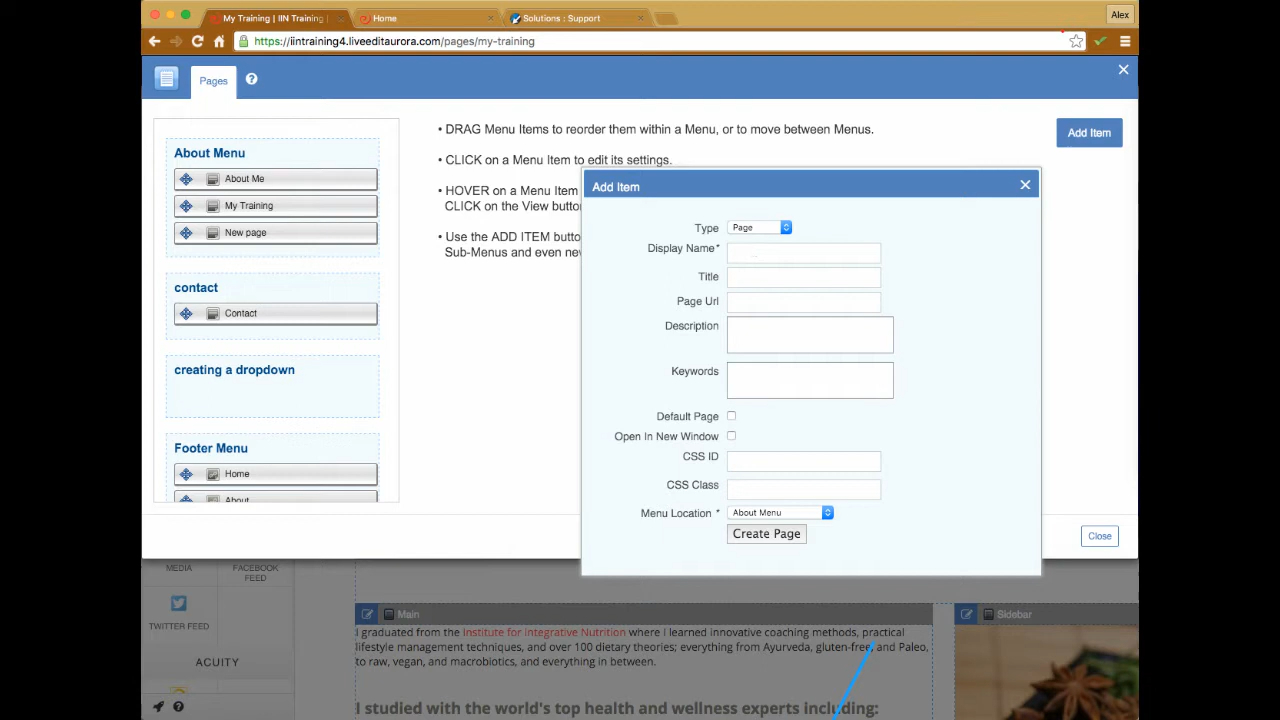 My Training | IIN Training |
Home
Solutions : Support
Alex
https://iintraining4.liveeditaurora.com/pages/my-training
Pages
• DRAG Menu Items to reorder them within a Menu, or to move between Menus.
Add Item
• CLICK on a Menu Item to edit its settings.
• HOVER on a Menu Item
CLICK on the View butto
• Use the ADD ITEM butto
Sub-Menus and even nev
About Menu
About Me
My Training
New page
contact
Contact
creating a dropdown
Footer Menu
Home
About
Add Item
Type
Page
Display Name*
Title
Page Url
Description
Keywords
Default Page
Open In New Window
CSS ID
CSS Class
Menu Location *
About Menu
Create Page
Close
MEDIA
FACEBOOK
FEED
TWITTER FEED
ACUITY
Main
Sidebar
I graduated from the Institute for Integrative Nutrition where I learned innovative coaching methods, practical
lifestyle management techniques, and over 100 dietary theories; everything from Ayurveda, gluten-free, and Paleo,
to raw, vegan, and macrobiotics, and everything in between.
I studied with the world's top health and wellness experts including: